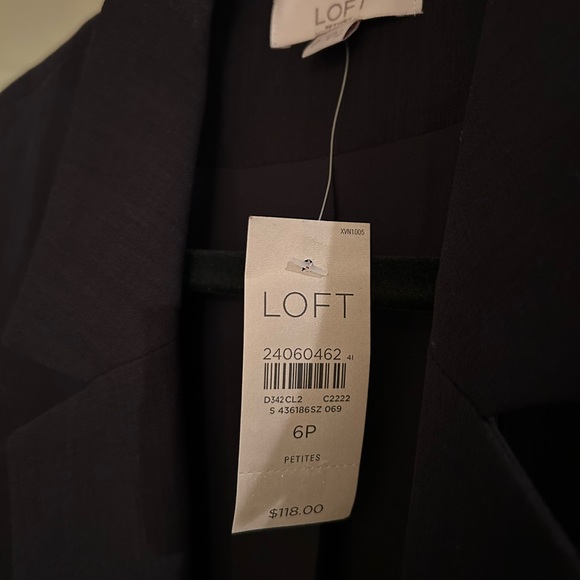 LOFT
XVN1005
LOFT
24060462 41
D342CL2 C2222
S 436186SZ 069
6P
PETITES
$118.00